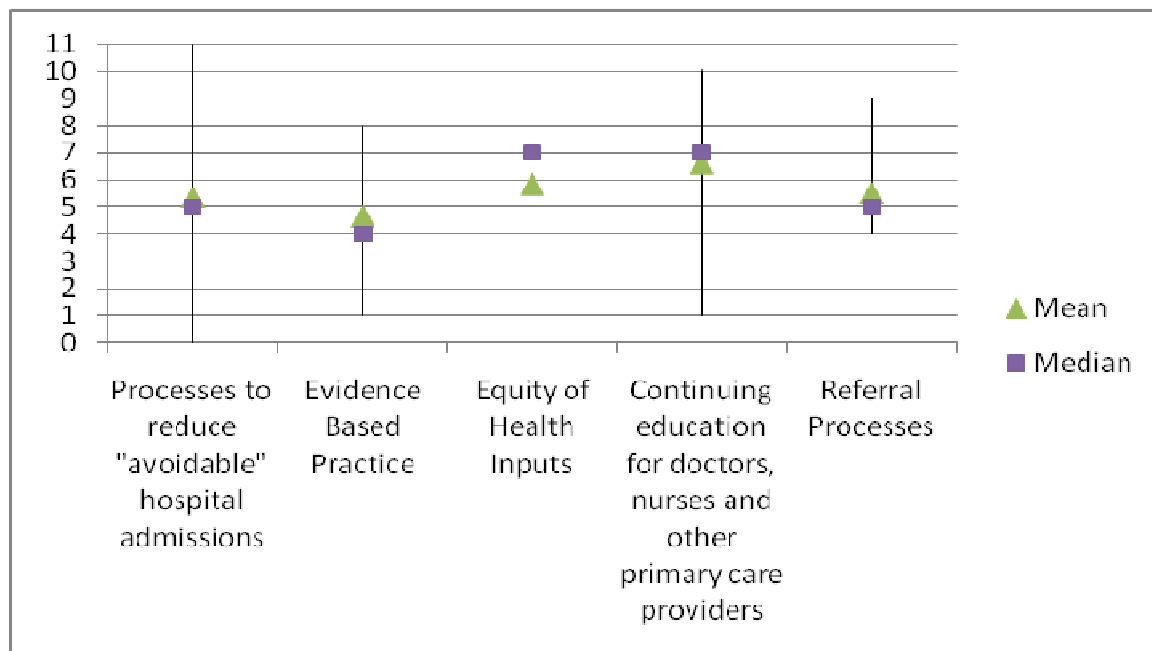 11
10
9
8
7
6
5
4
3
2
1
0
Processes to
reduce
"avoidable"
hospital
admissions
Evidence
Based
Practice
Equity of
Health
Inputs
Continuing
education
for doctors,
nurses and
other
primary care
providers
Referral
Processes
Mean
Median